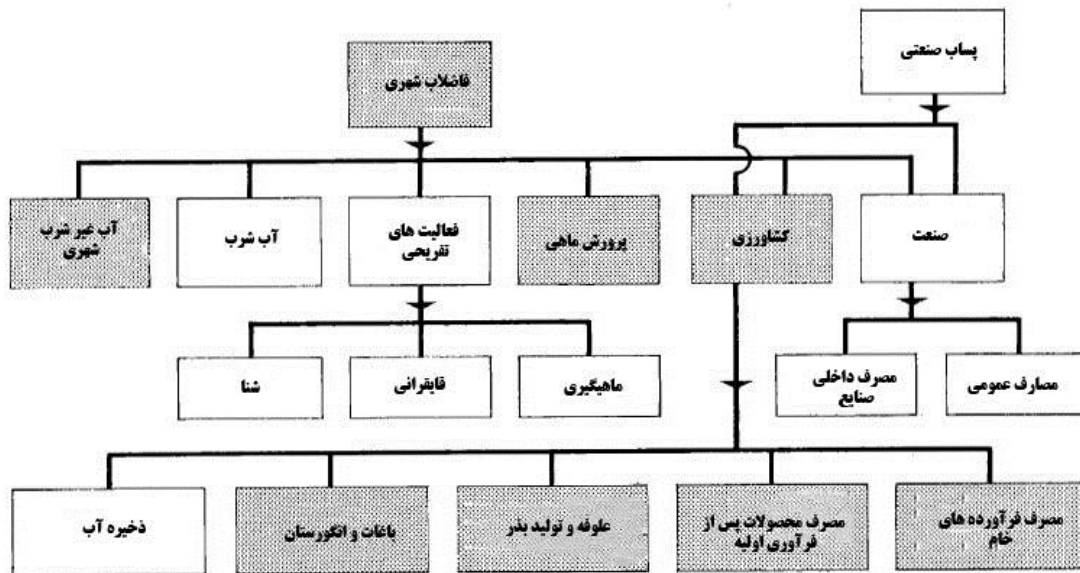 پساب صنعتی
فاضلاب شهری
صنعت
کشاورزی
پرورش ماهی
فعالیت های
تفریحی
آب شرب
آب غیر شرب
شهری
مصارف عمومی
مصرف داخلی
صنایع
ماهیگیری
قایقرانی
شنا
مصرف فرآورده های
خام
مصرف محصولات پس از
فرآوری اولیه
علوفه و تولید بذر
باغات و انگورستان
ذخیره آب